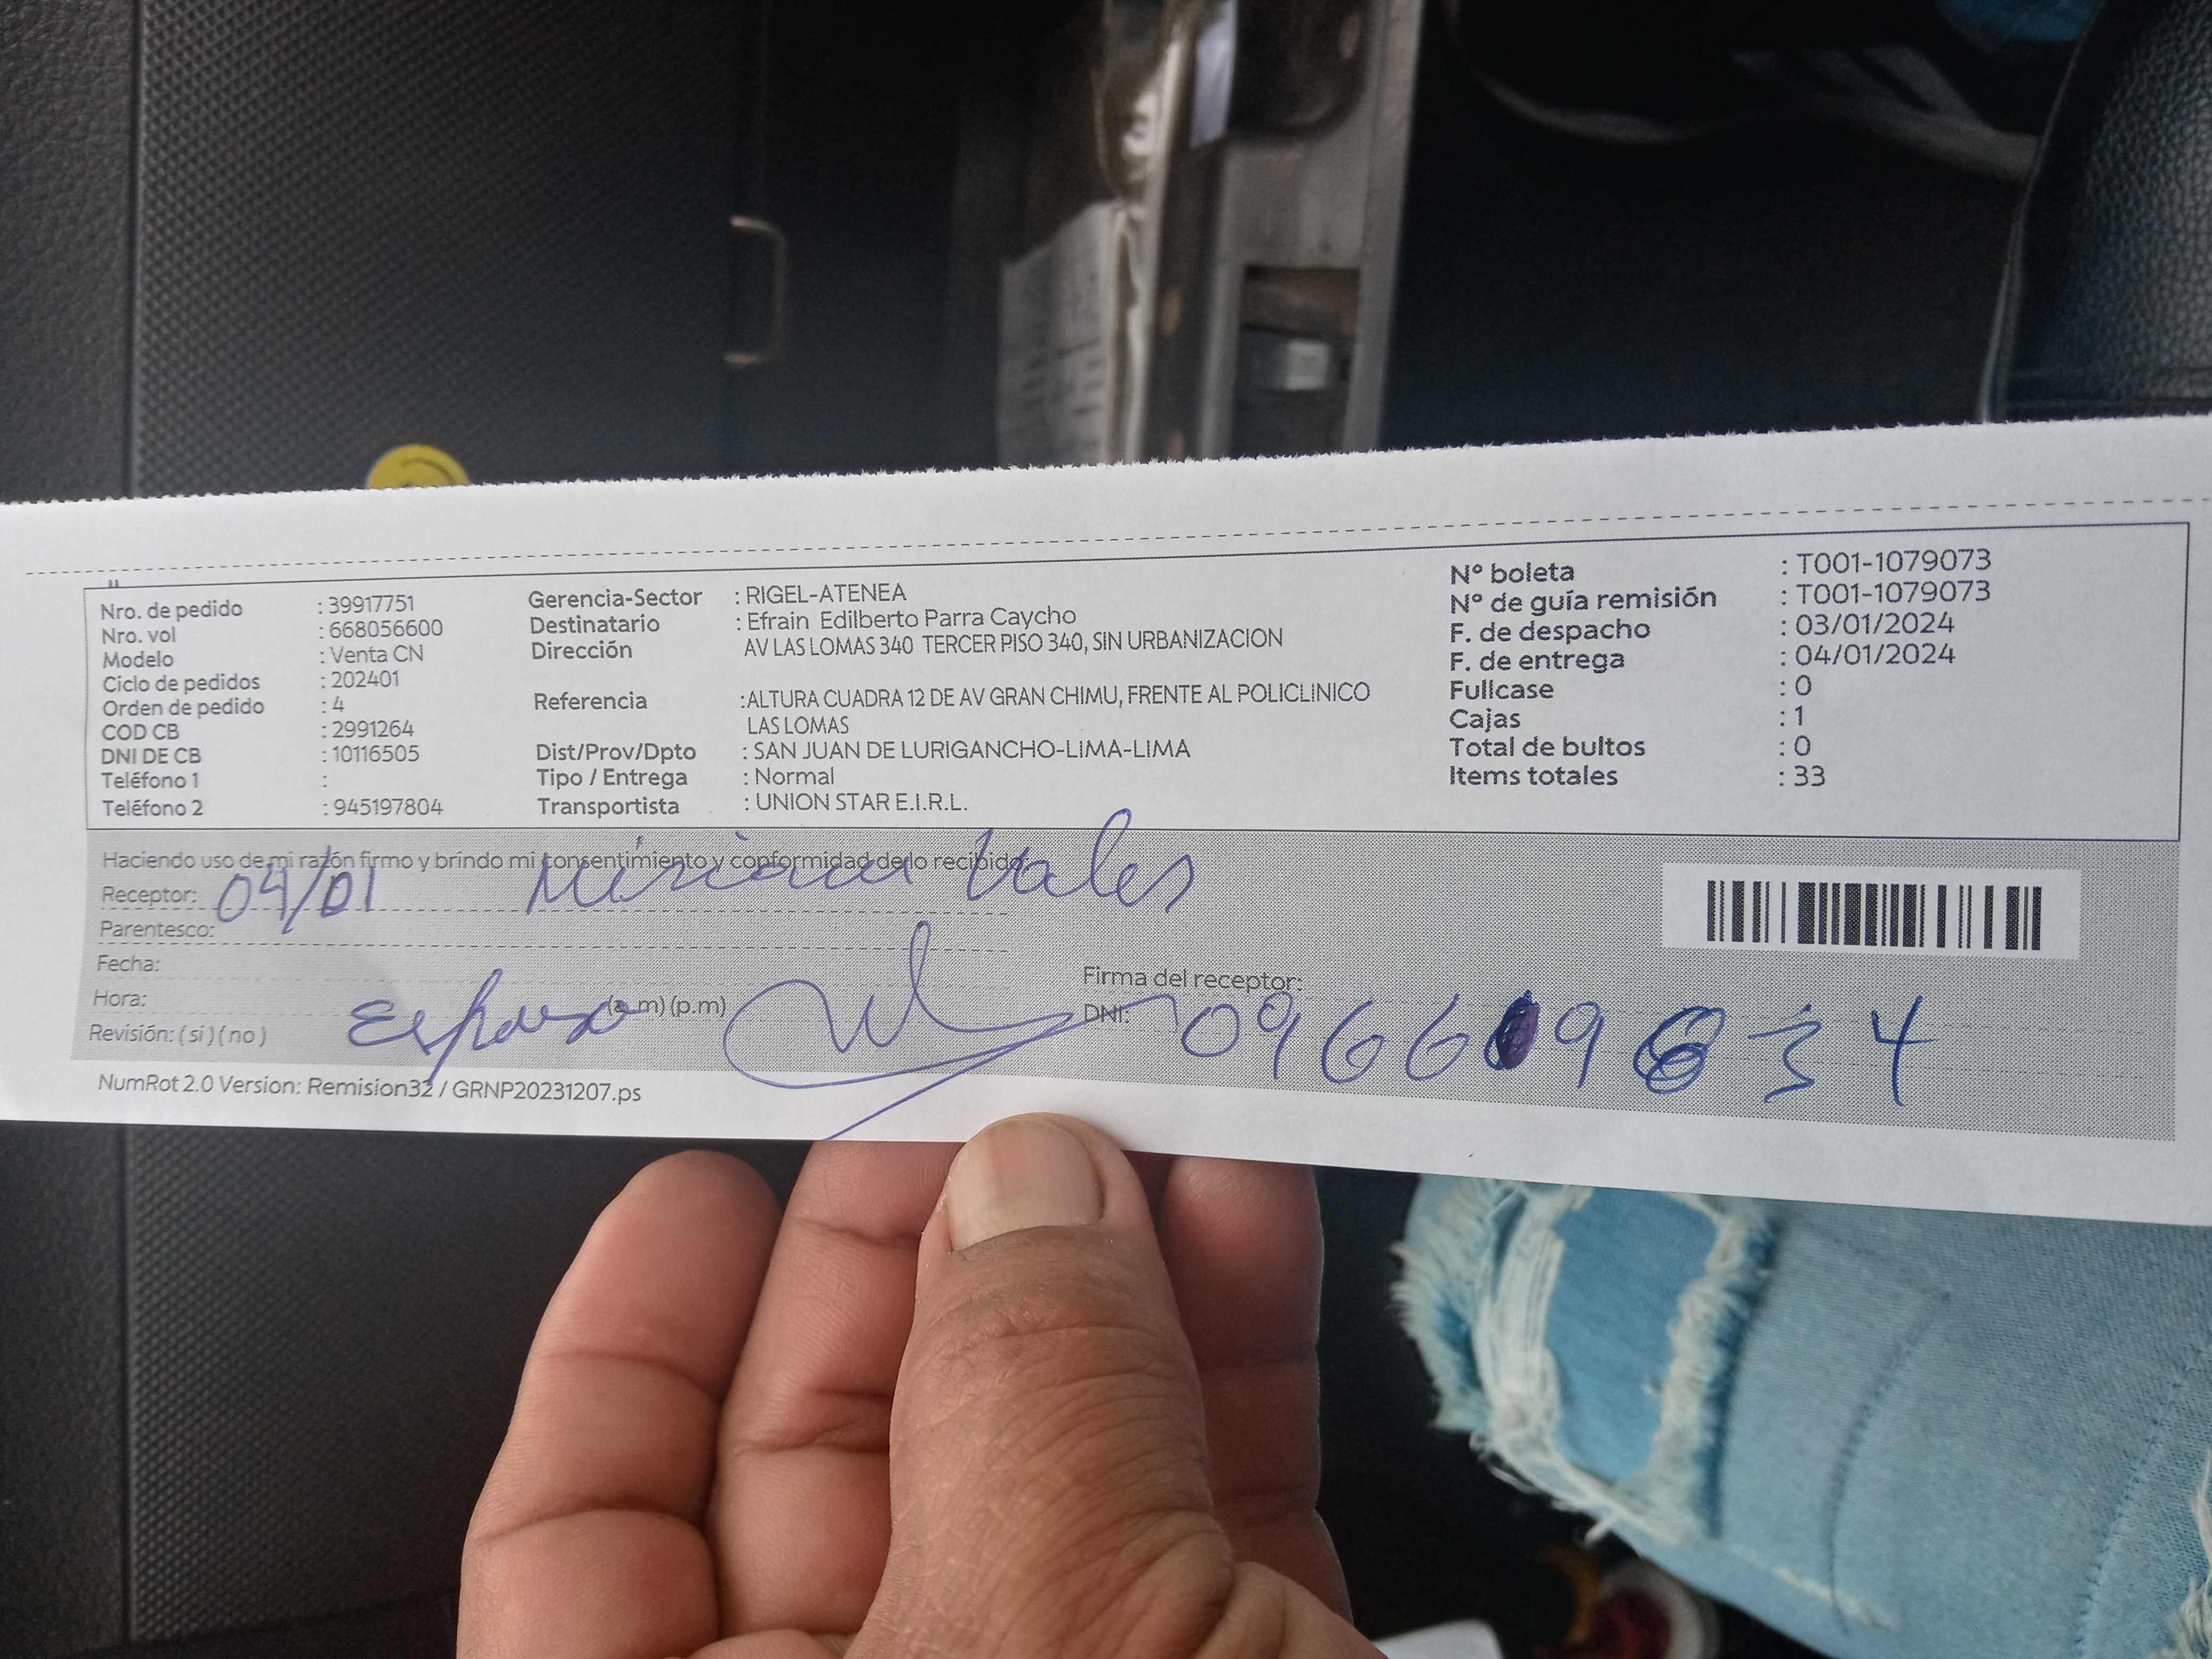 Nro. de pedido : 39917751
Nro. vol : 668056600
Modelo : Venta CN
Ciclo de pedidos : 202401
Orden de pedido : 4
COD CB : 2991264
DNI DE CB : 10116505
Teléfono 1 :
Teléfono 2 : 945197804
Gerencia-Sector : RIGEL-ATENEA
Destinatario : Efrain Edilberto Parra Caycho
Dirección AV LAS LOMAS 340 TERCER PISO 340, SIN URBANIZACION
Referencia :ALTURA CUADRA 12 DE AV GRAN CHIMU, FRENTE AL POLICLINICO
LAS LOMAS
Dist/Prov/Dpto : SAN JUAN DE LURIGANCHO-LIMA-LIMA
Tipo / Entrega : Normal
Transportista : UNION STAR E.I.R.L.
Nº boleta : T001-1079073
Nº de guía remisión : T001-1079073
F. de despacho : 03/01/2024
F. de entrega : 04/01/2024
Fullcase : 0
Cajas : 1
Total de bultos : 0
Items totales : 33
Haciendo uso de mi razón firmo y brindo mi consentimiento y conformidad de lo recibido
Receptor: 04/01 Miriam
Parentesco:
Fecha:
Hora: (a.m) (p.m)
Revisión: ( si ) ( no ) Esposo
Firma del receptor:
DNI: 0966 9834
NumRot 2.0 Version: Remision32 / GRNP20231207.ps